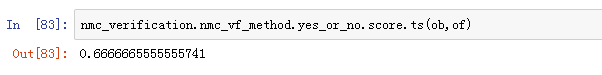 In [83]: nmc_verification.nmc_vf_method.yes_or_no.score.ts(ob,of)
Out[83]: 0.6666665555555741